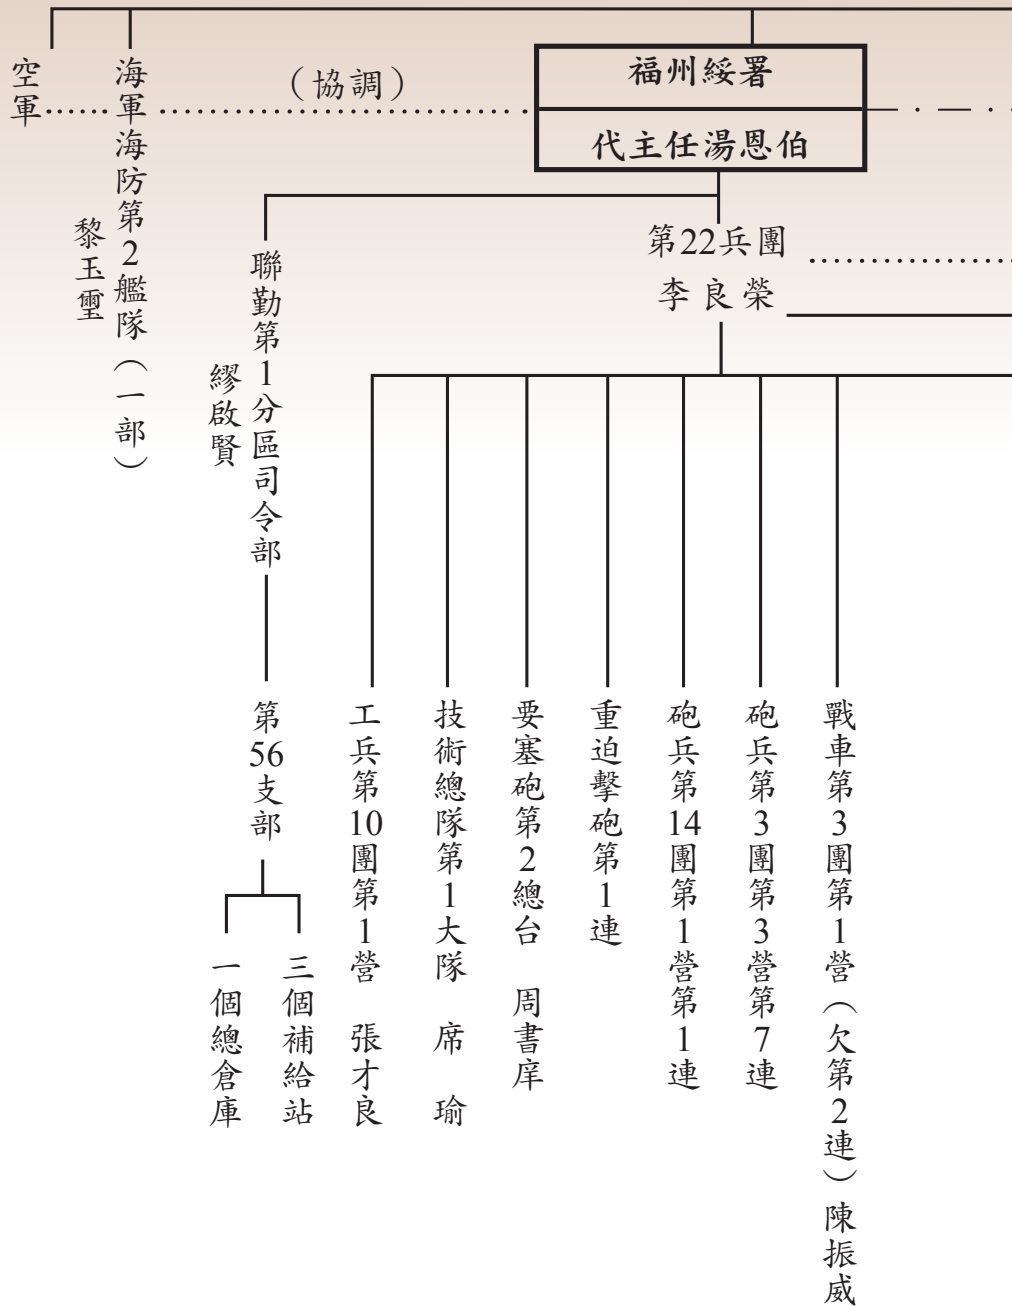 福州綏署
代主任湯恩伯
（協調）
空軍
海軍海防第2艦隊（一部）
黎玉璽
第22兵團
李良榮
聯勤第1分區司令部
繆啟賢
第56支部
三個補給站
一個總倉庫
戰車第3團第1營（欠第2連）陳振威
砲兵第3團第3營第7連
砲兵第14團第1營第1連
重迫擊砲第1連
要塞砲第2總台 周書庠
技術總隊第1大隊 席瑜
工兵第10團第1營 張才良